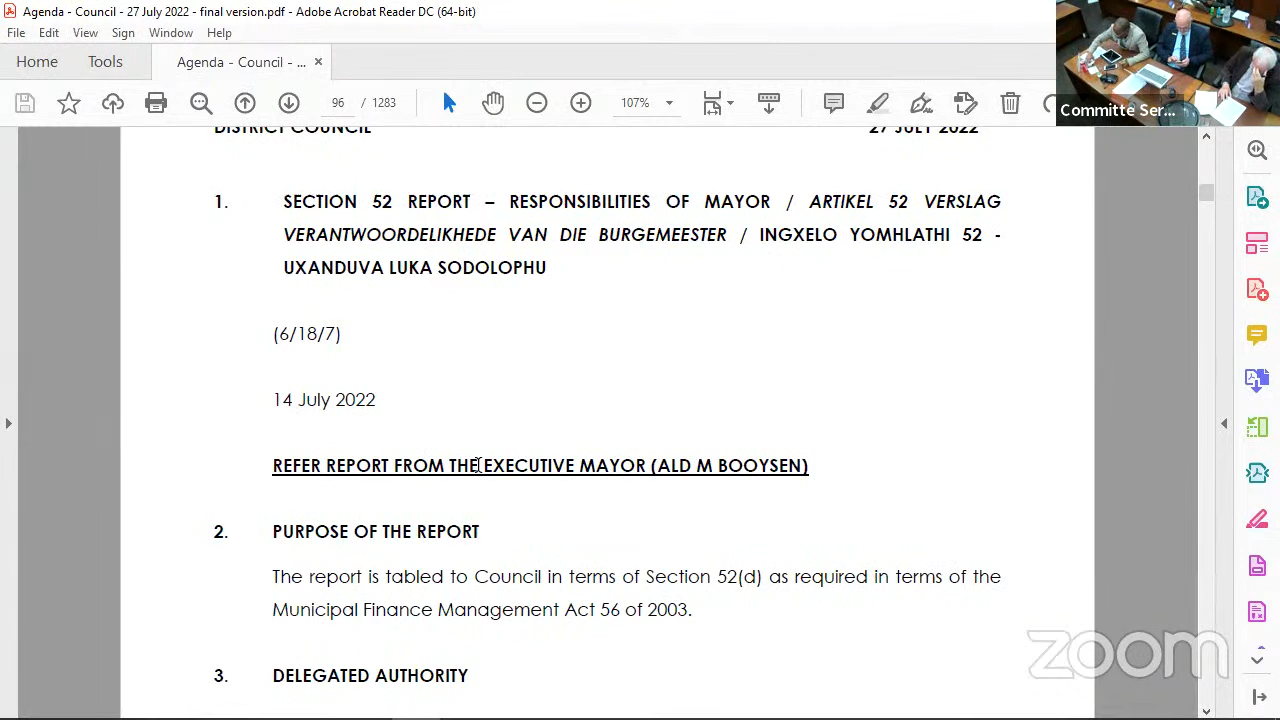 Agenda - Council - 27 July 2022 - final version.pdf - Adobe Acrobat Reader DC (64-bit)
File Edit View Sign Window Help
Home Tools Agenda - Council - ... ×
96 / 1283 107%
Committe Ser...
DISTRICT COUNCIL 27 JULY 2022
1. SECTION 52 REPORT – RESPONSIBILITIES OF MAYOR / ARTIKEL 52 VERSLAG
VERANTWOORDELIKHEDE VAN DIE BURGEMEESTER / INGXELO YOMHLATHI 52 -
UXANDUVA LUKA SODOLOPHU
(6/18/7)
14 July 2022
REFER REPORT FROM THE EXECUTIVE MAYOR (ALD M BOOYSEN)
2. PURPOSE OF THE REPORT
The report is tabled to Council in terms of Section 52(d) as required in terms of the
Municipal Finance Management Act 56 of 2003.
3. DELEGATED AUTHORITY
zoom